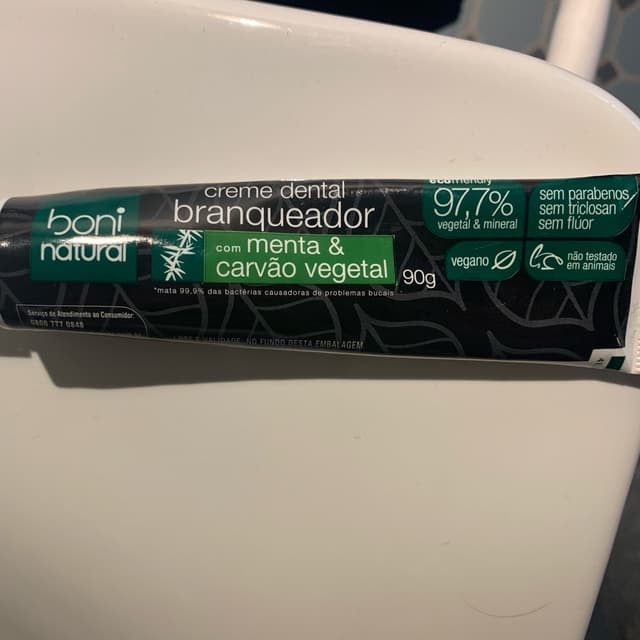 boni
natural
creme dental
branqueador
com menta &
carvão vegetal
90g
*mata 99,9% das bactérias causadoras de problemas bucais
ecofriendly
97,7%
vegetal & mineral
sem parabenos
sem triclosan
sem flúor
vegano
não testado
em animais
Serviço de Atendimento ao Consumidor:
0800 777 0848
NO FUNDO DESTA EMBALAGEM